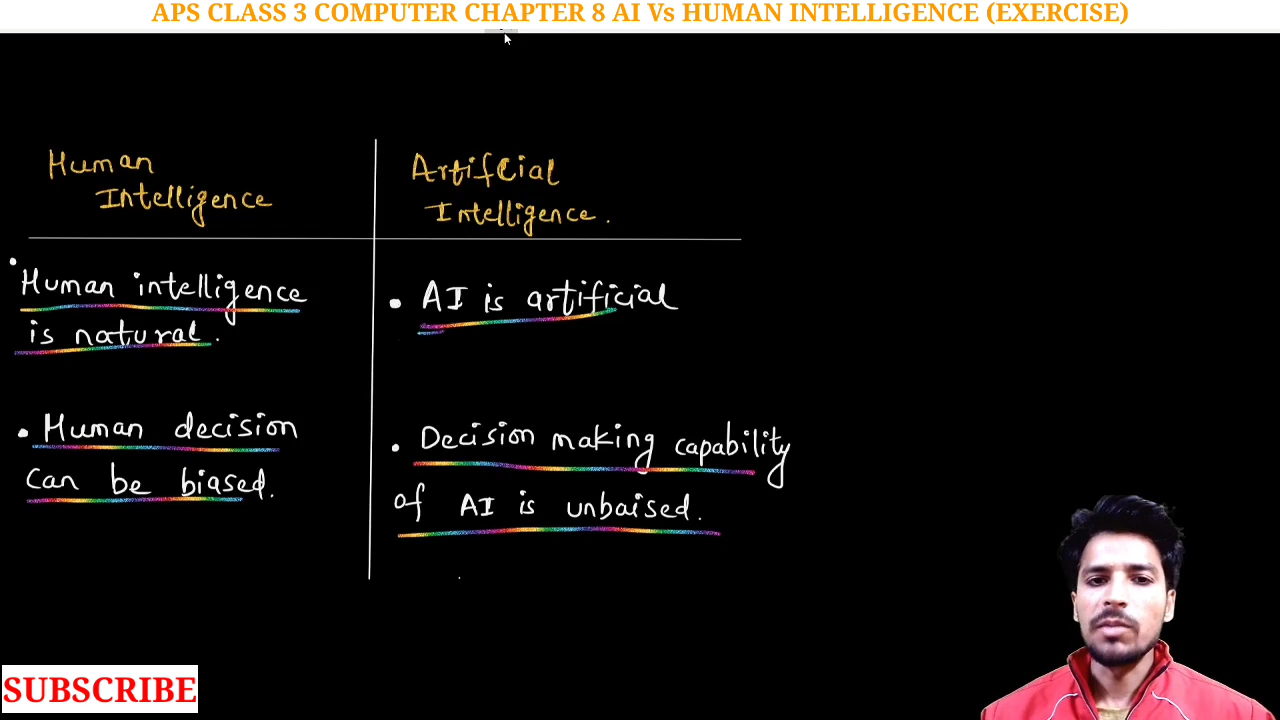 APS CLASS 3 COMPUTER CHAPTER 8 AI Vs HUMAN INTELLIGENCE (EXERCISE)
Human
Intelligence
Artifcial
Intelligence.
• Human intelligence
is natural.
• AI is artificial
• Human decision
can be biased.
• Decision making capability
of AI is unbaised.
SUBSCRIBE